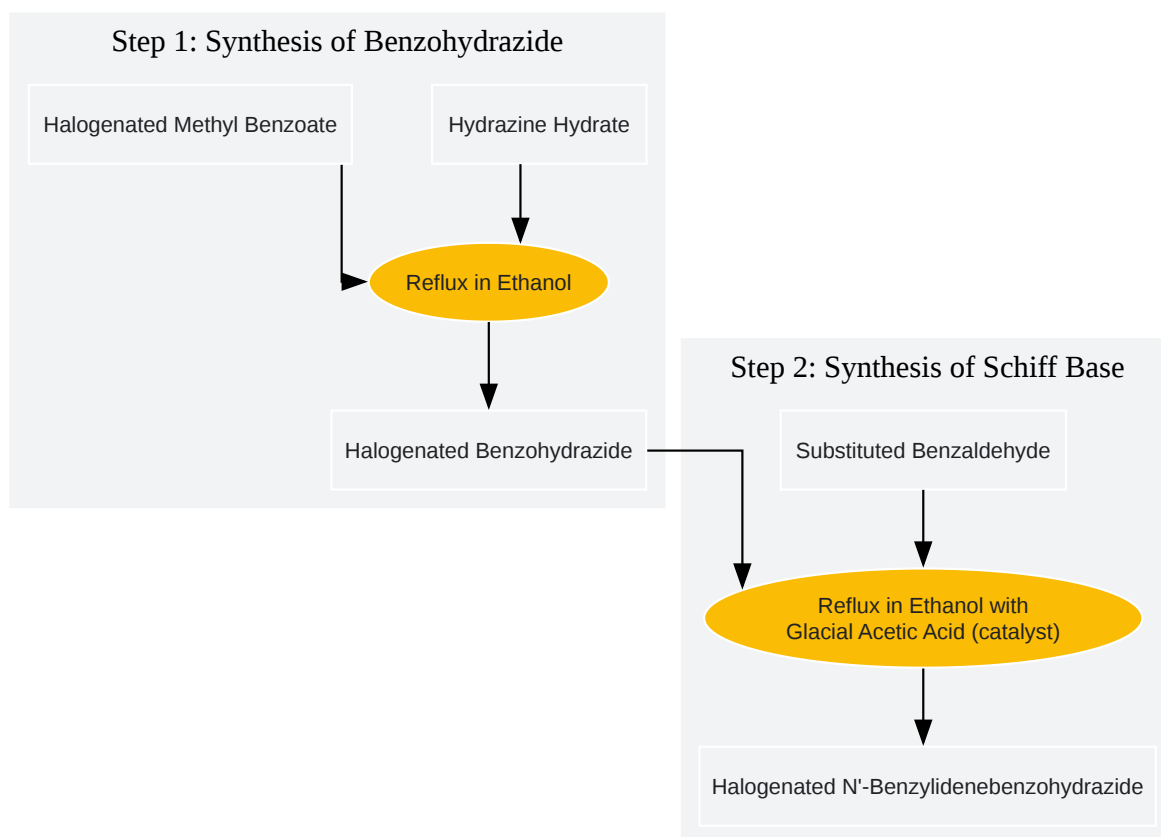 Step 1: Synthesis of Benzohydrazide
Halogenated Methyl Benzoate
Hydrazine Hydrate
Reflux in Ethanol
Halogenated Benzohydrazide
Step 2: Synthesis of Schiff Base
Substituted Benzaldehyde
Reflux in Ethanol with
Glacial Acetic Acid (catalyst)
Halogenated N'-Benzylidenebenzohydrazide